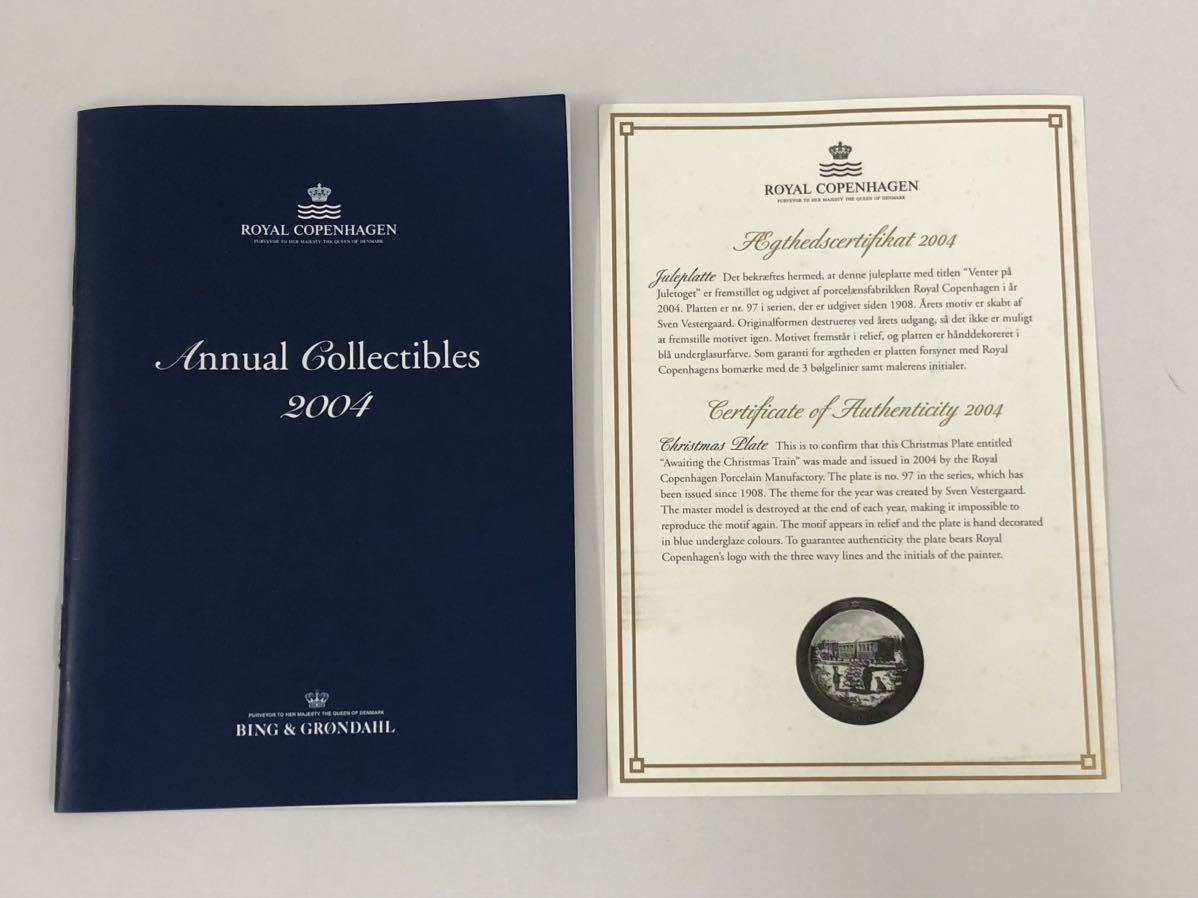 ROYAL COPENHAGEN
PURVEYOR TO HER MAJESTY THE QUEEN OF DENMARK
Annual Collectibles
2004
PURVEYOR TO HER MAJESTY THE QUEEN OF DENMARK
BING & GRØNDAHL
ROYAL COPENHAGEN
PURVEYOR TO HER MAJESTY THE QUEEN OF DENMARK
Ægthedscertifikat 2004
Juleplatte Det bekræftes hermed, at denne juleplatte med titlen “Venter på
Juletoget” er fremstillet og udgivet af porcelænsfabrikken Royal Copenhagen i år
2004. Platten er nr. 97 i serien, der er udgivet siden 1908. Årets motiv er skabt af
Sven Vestergaard. Originalformen destrueres ved årets udgang, så det ikke er muligt
at fremstille motivet igen. Motivet fremstår i relief, og platten er hånddekoreret i
blå underglasurfarve. Som garanti for ægtheden er platten forsynet med Royal
Copenhagens bomærke med de 3 bølgelinier samt malerens initialer.
Certificate of Authenticity 2004
Christmas Plate This is to confirm that this Christmas Plate entitled
“Awaiting the Christmas Train” was made and issued in 2004 by the Royal
Copenhagen Porcelain Manufactory. The plate is no. 97 in the series, which has
been issued since 1908. The theme for the year was created by Sven Vestergaard.
The master model is destroyed at the end of each year, making it impossible to
reproduce the motif again. The motif appears in relief and the plate is hand decorated
in blue underglaze colours. To guarantee authenticity the plate bears Royal
Copenhagen’s logo with the three wavy lines and the initials of the painter.